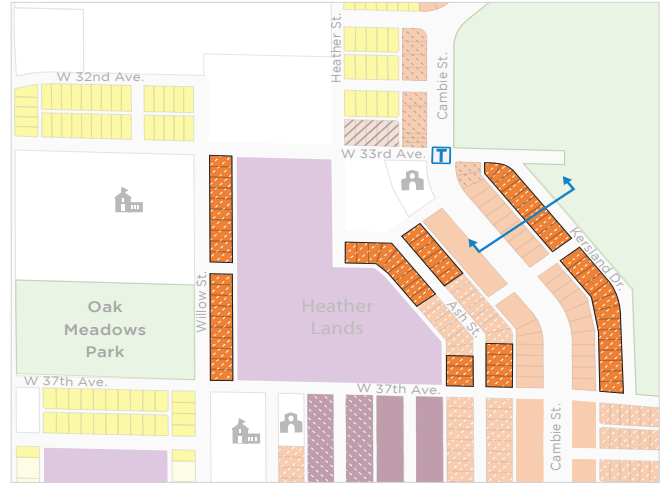 Heather St.
Cambie St.
W 32nd Ave.
W 33rd Ave.
T
Willow St.
Kersland Dr.
Oak
Meadows
Park
Heather
Lands
Ash St.
W 37th Ave.
W 37th Ave.
Cambie St.